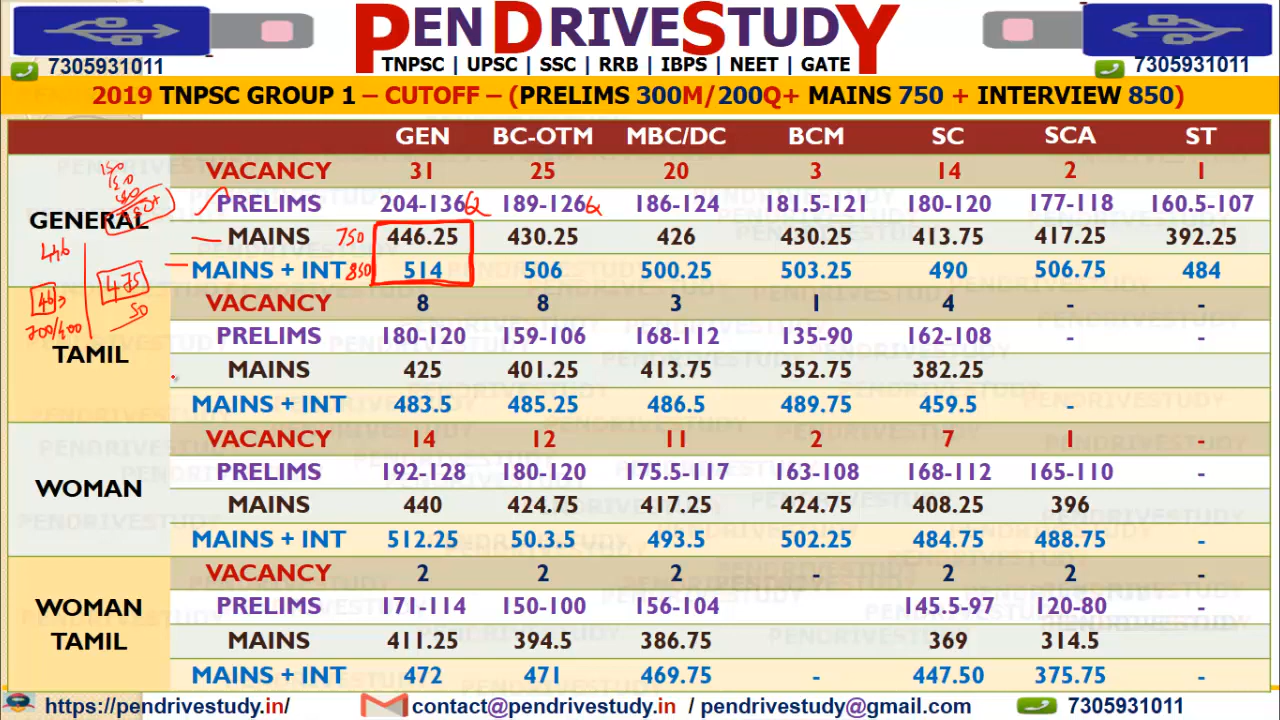 PENDRIVESTUDY
TNPSC | UPSC | SSC | RRB | IBPS | NEET | GATE
7305931011
7305931011
2019 TNPSC GROUP 1 – CUTOFF – (PRELIMS 300M/200Q+ MAINS 750 + INTERVIEW 850)
GEN BC-OTM MBC/DC BCM SC SCA ST
GENERAL
VACANCY 31 25 20 3 14 2 1
PRELIMS 204-136Q 189-126Q 186-124 181.5-121 180-120 177-118 160.5-107
MAINS 750 446.25 430.25 426 430.25 413.75 417.25 392.25
MAINS + INT 850 514 506 500.25 503.25 490 506.75 484
150
150
446
475
50
TAMIL
VACANCY 8 8 3 1 4 - -
PRELIMS 180-120 159-106 168-112 135-90 162-108 - -
MAINS 425 401.25 413.75 352.75 382.25
MAINS + INT 483.5 485.25 486.5 489.75 459.5 -
WOMAN
VACANCY 14 12 11 2 7 1 -
PRELIMS 192-128 180-120 175.5-117 163-108 168-112 165-110 -
MAINS 440 424.75 417.25 424.75 408.25 396
MAINS + INT 512.25 50.3.5 493.5 502.25 484.75 488.75 -
WOMAN TAMIL
VACANCY 2 2 2 - 2 2 -
PRELIMS 171-114 150-100 156-104 145.5-97 120-80 -
MAINS 411.25 394.5 386.75 369 314.5
MAINS + INT 472 471 469.75 - 447.50 375.75 -
https://pendrivestudy.in/ contact@pendrivestudy.in / pendrivestudy@gmail.com 7305931011